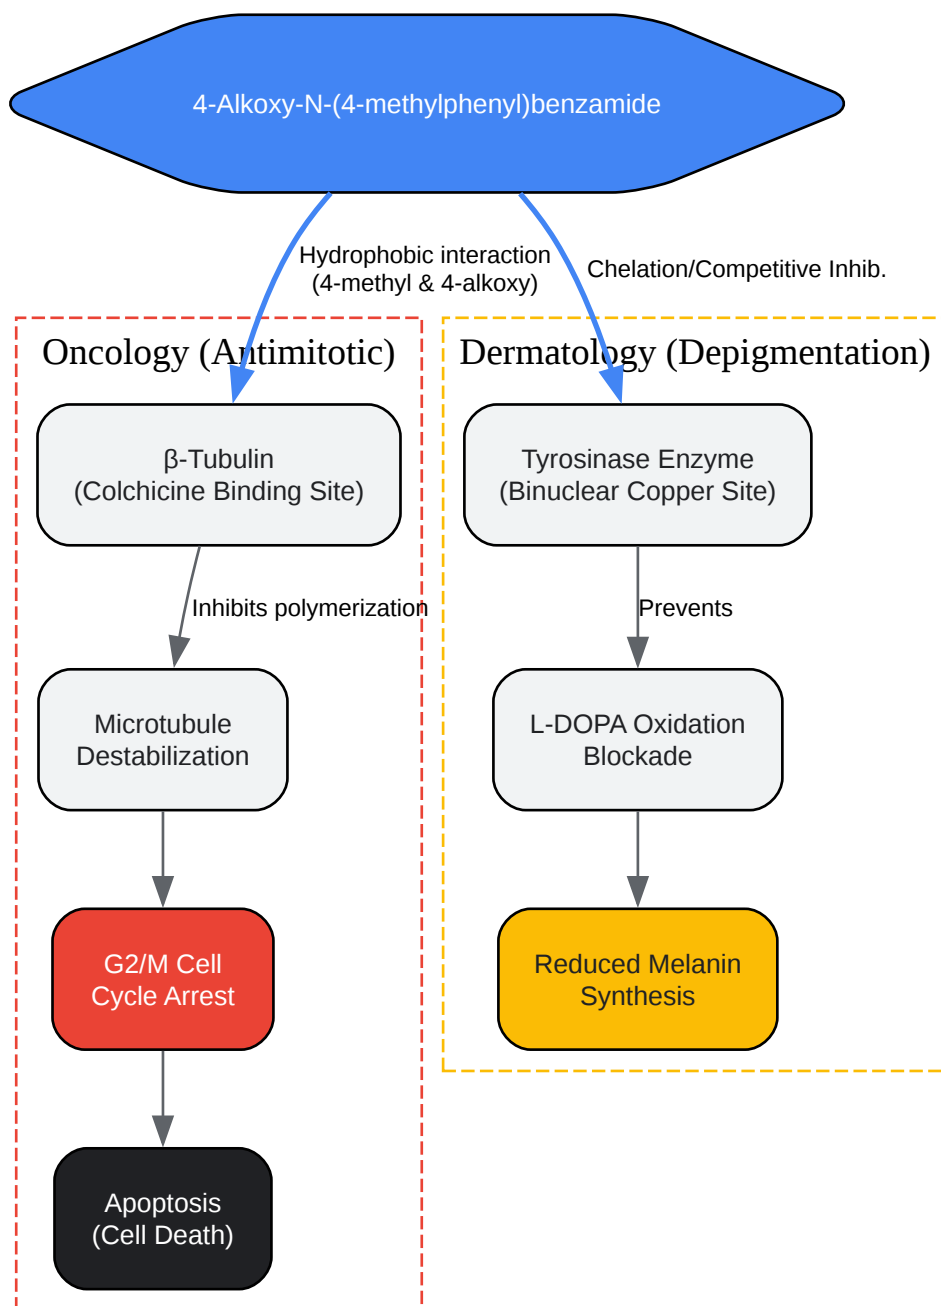 4-Alkoxy-N-(4-methylphenyl)benzamide
Hydrophobic interaction
(4-methyl & 4-alkoxy)
Chelation/Competitive Inhib.
Oncology (Antimitotic)
Dermatology (Depigmentation)
β-Tubulin
(Colchicine Binding Site)
Tyrosinase Enzyme
(Binuclear Copper Site)
Inhibits polymerization
Prevents
Microtubule
Destabilization
L-DOPA Oxidation
Blockade
G2/M Cell
Cycle Arrest
Reduced Melanin
Synthesis
Apoptosis
(Cell Death)